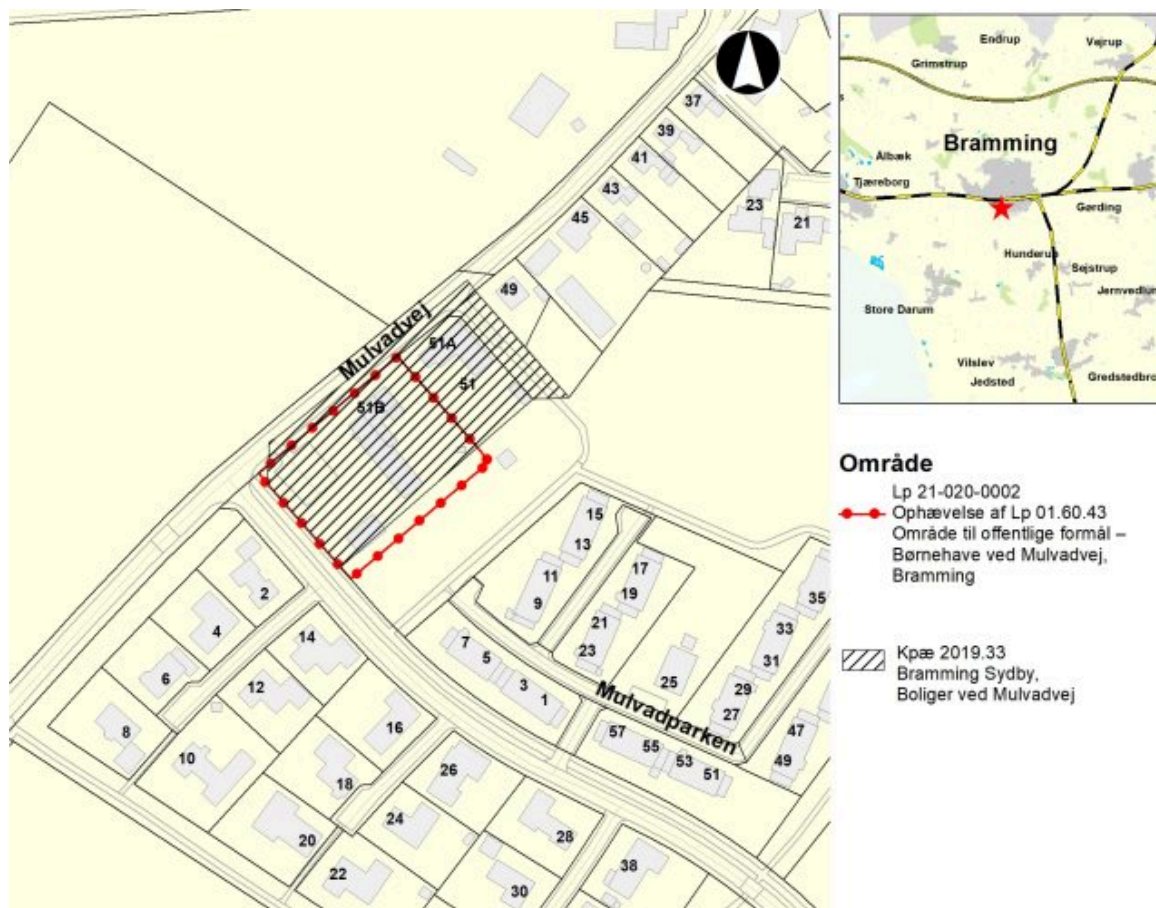 37
39
41
43
45
49
23
21
Mulvadvej
51A
51
51B
15
13
11
9
17
19
21
23
35
33
31
29
27
25
7
5
3
1
Mulvadparken
57
55
53
51
47
49
2
4
6
8
14
12
10
16
18
20
26
24
22
28
30
38
Endrup
Vejrup
Grimstrup
Bramming
Ålbæk
Tjæreborg
Gørding
Hunderup
Sejstrup
Jernvedlun
Store Darum
Vilslev
Jedsted
Gredstedbro
Område
Lp 21-020-0002
Ophævelse af Lp 01.60.43
Område til offentlige formål –
Børnehave ved Mulvadvej,
Bramming
Kpæ 2019.33
Bramming Sydby,
Boliger ved Mulvadvej